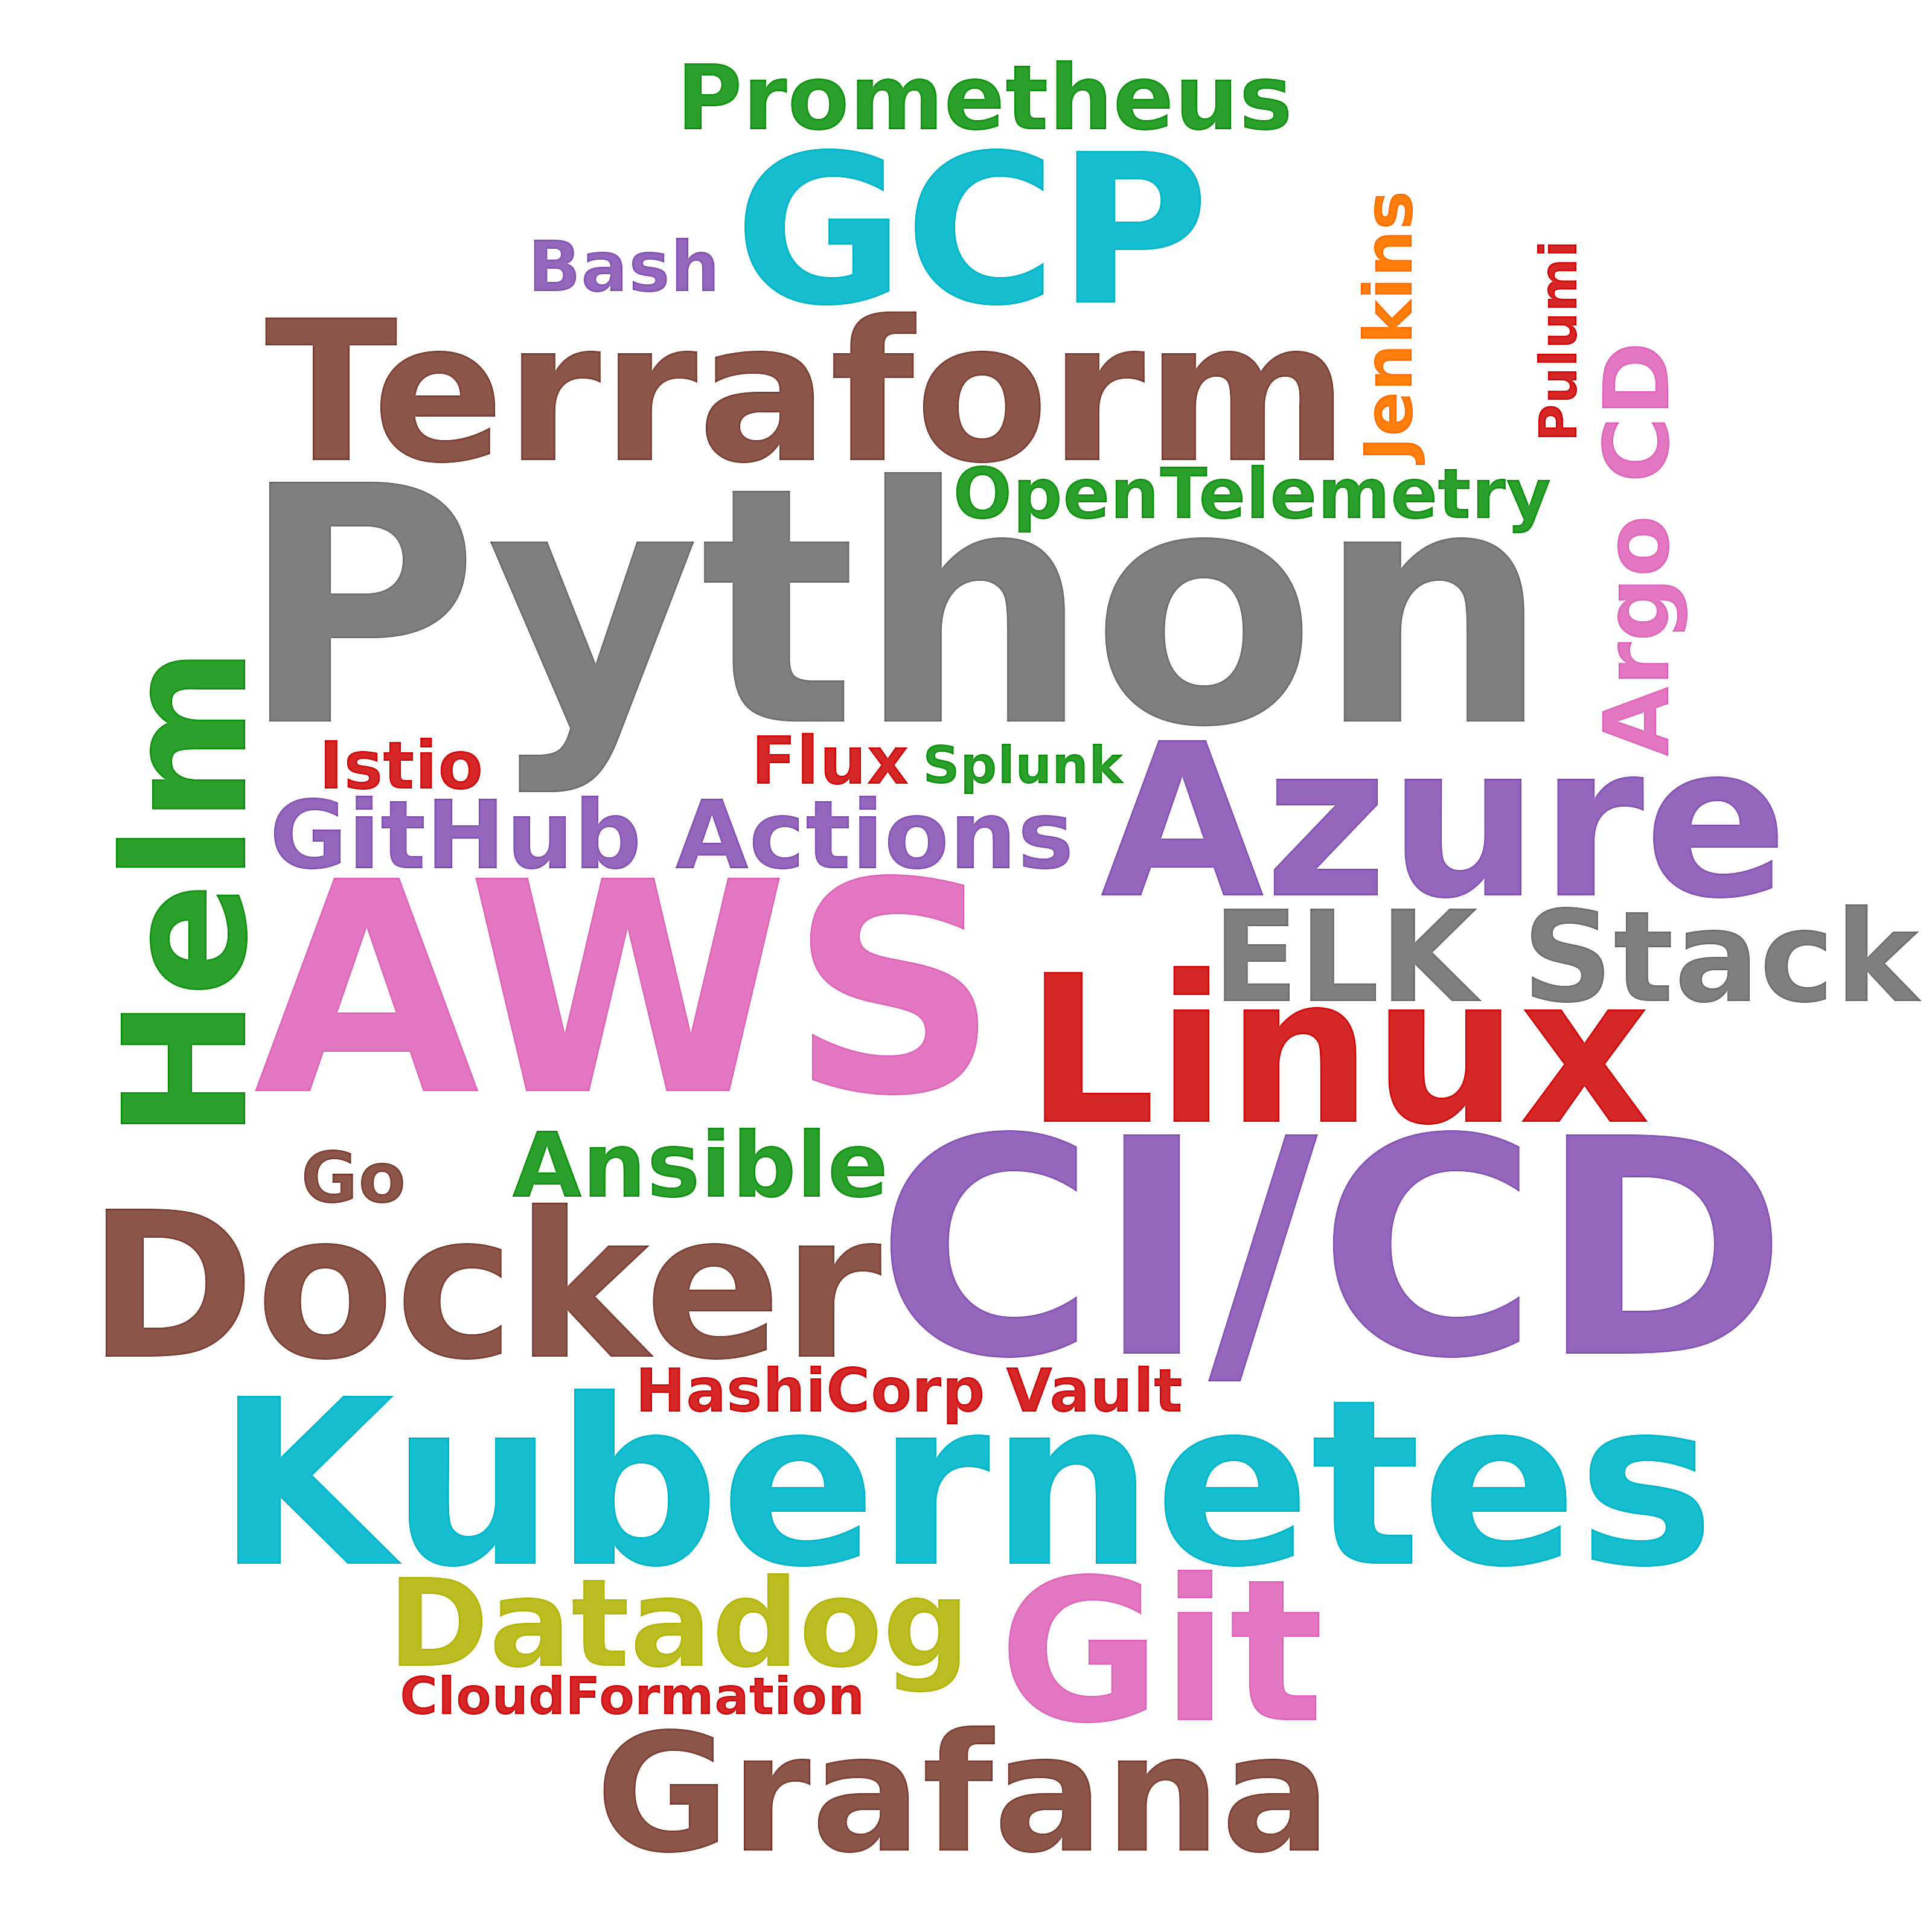 Prometheus
GCP
Bash
Jenkins
Pulumi
Terraform
Argo CD
OpenTelemetry
Python
Helm
Istio
Flux
Splunk
Azure
GitHub Actions
AWS
ELK Stack
Linux
Ansible
Go
CI/CD
Docker
HashiCorp Vault
Kubernetes
Datadog
Git
CloudFormation
Grafana